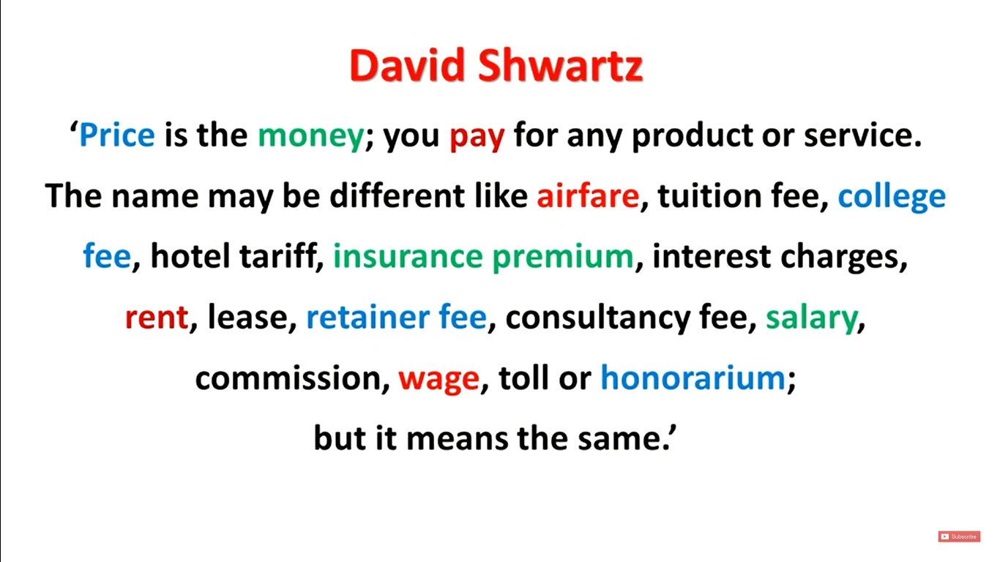 David Shwartz
‘Price is the money; you pay for any product or service.
The name may be different like airfare, tuition fee, college
fee, hotel tariff, insurance premium, interest charges,
rent, lease, retainer fee, consultancy fee, salary,
commission, wage, toll or honorarium;
but it means the same.’
Subscribe